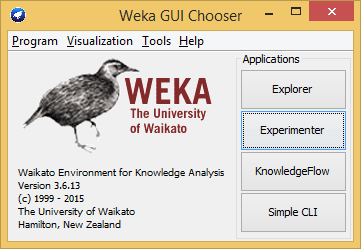 Weka GUI Chooser
Program Visualization Tools Help
WEKA
The University
of Waikato
Waikato Environment for Knowledge Analysis
Version 3.6.13
(c) 1999 - 2015
The University of Waikato
Hamilton, New Zealand
Applications
Explorer
Experimenter
KnowledgeFlow
Simple CLI